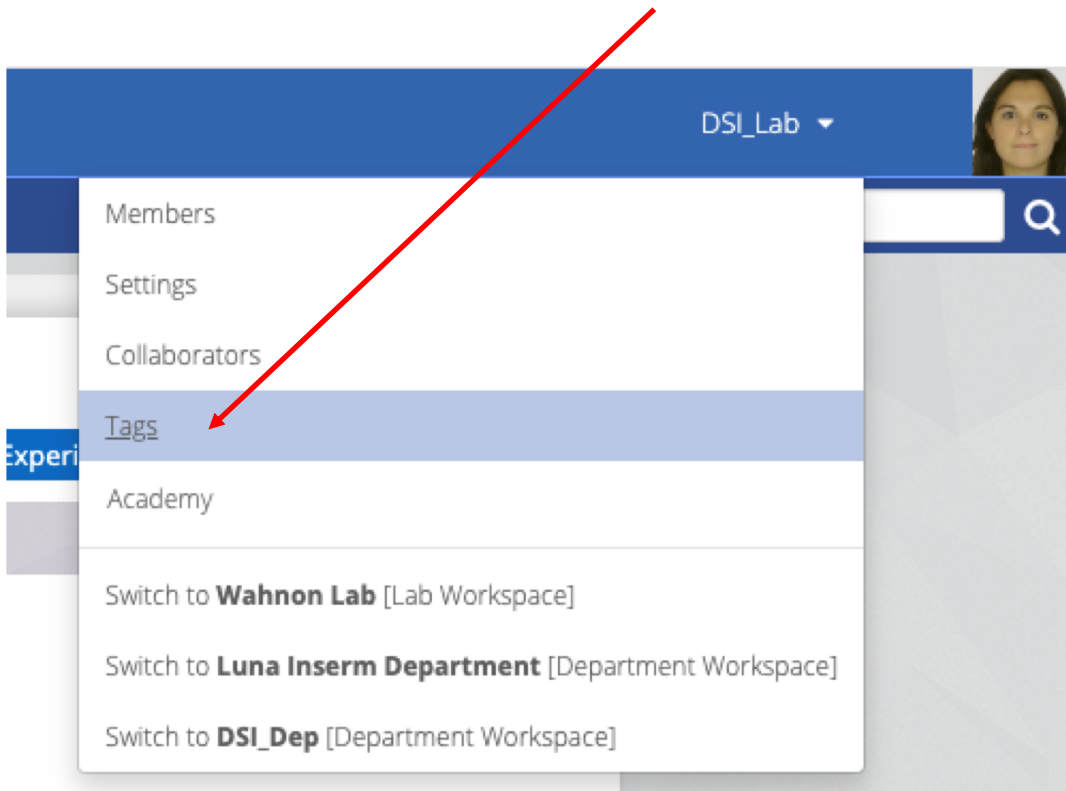 DSI_Lab
Members
Settings
Collaborators
Tags
Experi
Academy
Switch to Wahnon Lab [Lab Workspace]
Switch to Luna Inserm Department [Department Workspace]
Switch to DSI_Dep [Department Workspace]